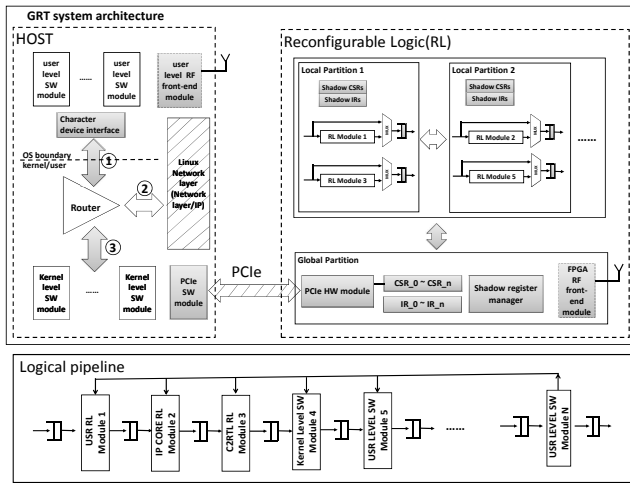 GRT system architecture
HOST
user
level
SW
module
......
user
level
SW
module
user
level RF
front-end
module
Character
device interface
OS boundary
kernel/user
1
2
3
Router
Linux
Network
layer
(Network
layer/IP)
Kernel
level
SW
module
......
Kernel
level
SW
module
PCIe
SW
module
PCIe
Reconfigurable Logic(RL)
Local Partition 1
Shadow CSRs
Shadow IRs
RL Module 1
MUX
RL Module 3
MUX
Local Partition 2
Shadow CSRs
Shadow IRs
RL Module 2
MUX
RL Module 5
MUX
......
Global Partition
PCIe HW module
CSR_0 ~ CSR_n
IR_0 ~ IR_n
Shadow register
manager
FPGA
RF
front-
end
module
Logical pipeline
USR RL
Module 1
IP CORE RL
Module 2
C2RTL RL
Module 3
Kernel Level SW
Module 4
USR LEVEL SW
Module 5
......
USR LEVEL SW
Module N